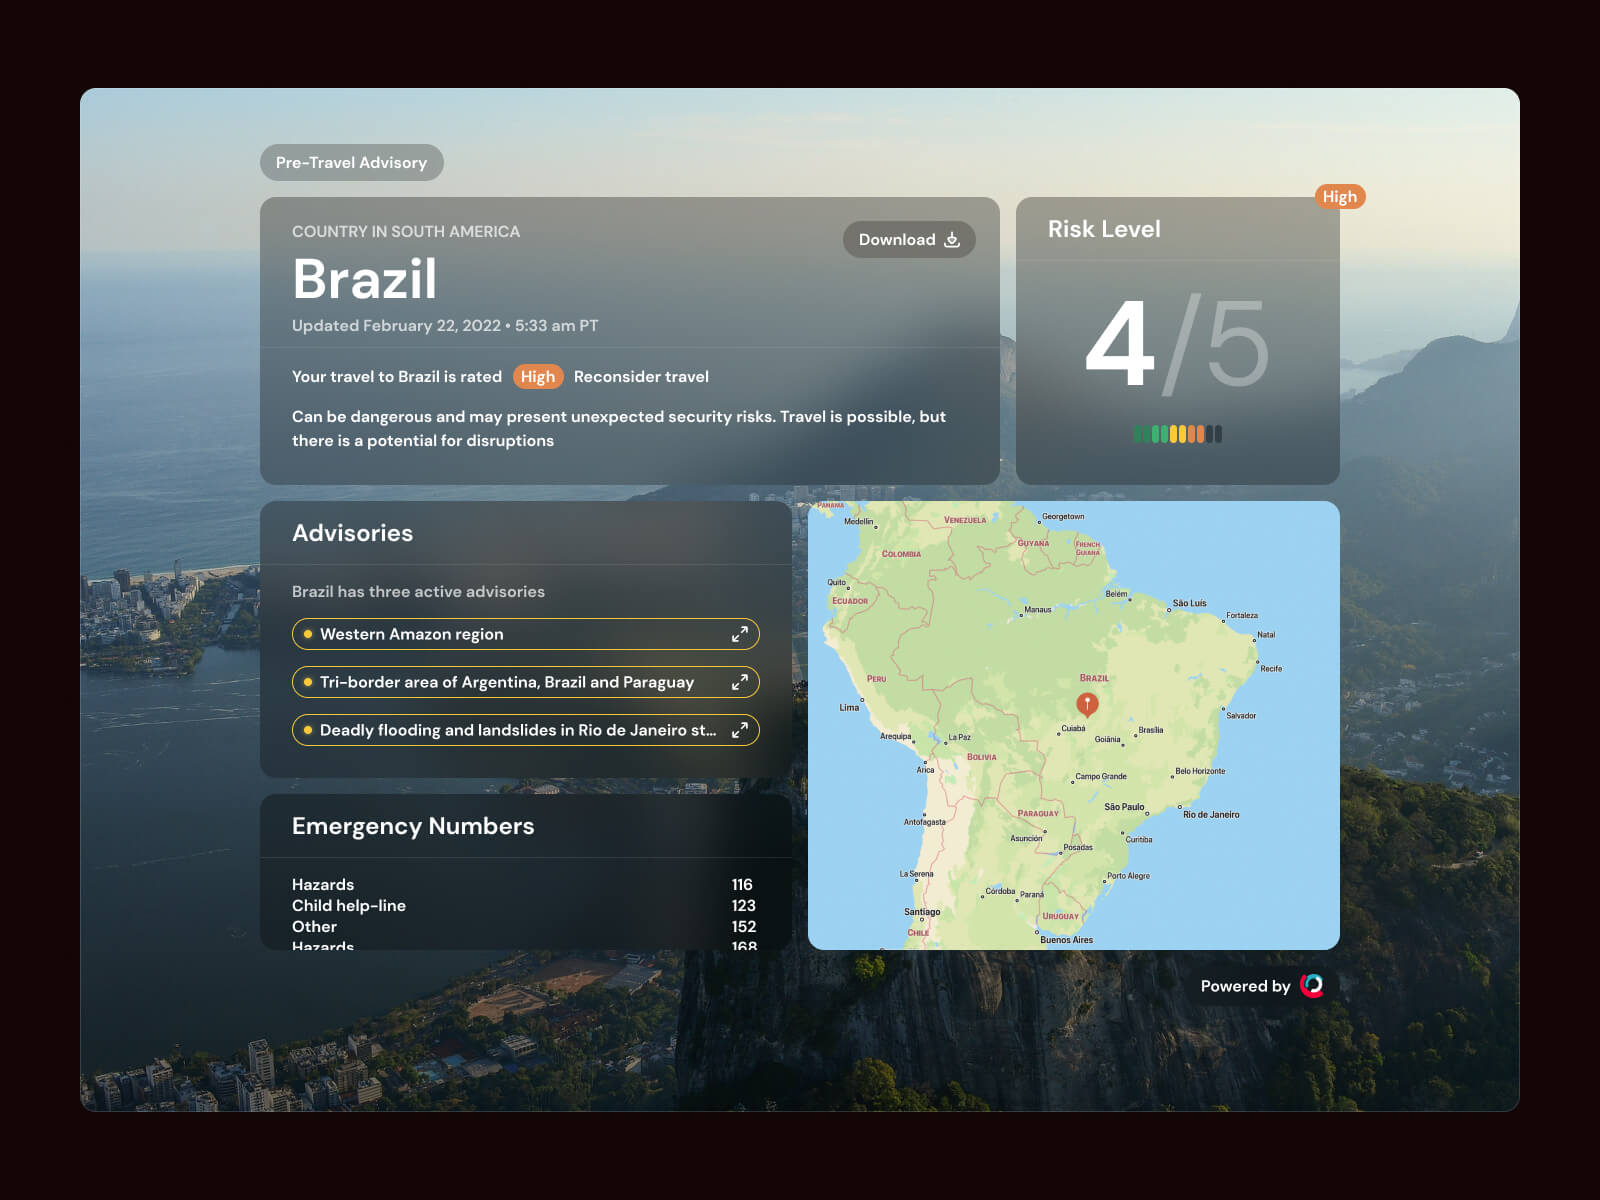 Pre-Travel Advisory
COUNTRY IN SOUTH AMERICA
Download
Brazil
Updated February 22, 2022 • 5:33 am PT
Your travel to Brazil is rated High Reconsider travel
Can be dangerous and may present unexpected security risks. Travel is possible, but
there is a potential for disruptions
High
Risk Level
4/5
Advisories
Brazil has three active advisories
Western Amazon region
Tri-border area of Argentina, Brazil and Paraguay
Deadly flooding and landslides in Rio de Janeiro st...
Emergency Numbers
Hazards 116
Child help-line 123
Other 152
Hazards 168
PANAMA
Medellín
VENEZUELA
Georgetown
COLOMBIA
GUYANA
FRENCH
GUIANA
Quito
ECUADOR
Belém
São Luís
Manaus
Fortaleza
Natal
Recife
PERU
BRAZIL
Lima
Salvador
Arequipa
La Paz
Cuiabá
Brasília
Goiânia
BOLIVIA
Arica
Campo Grande
Belo Horizonte
Antofagasta
PARAGUAY
São Paulo
Rio de Janeiro
Asunción
Posadas
Curitiba
La Serena
Porto Alegre
Córdoba
Paraná
Santiago
URUGUAY
CHILE
Buenos Aires
Powered by